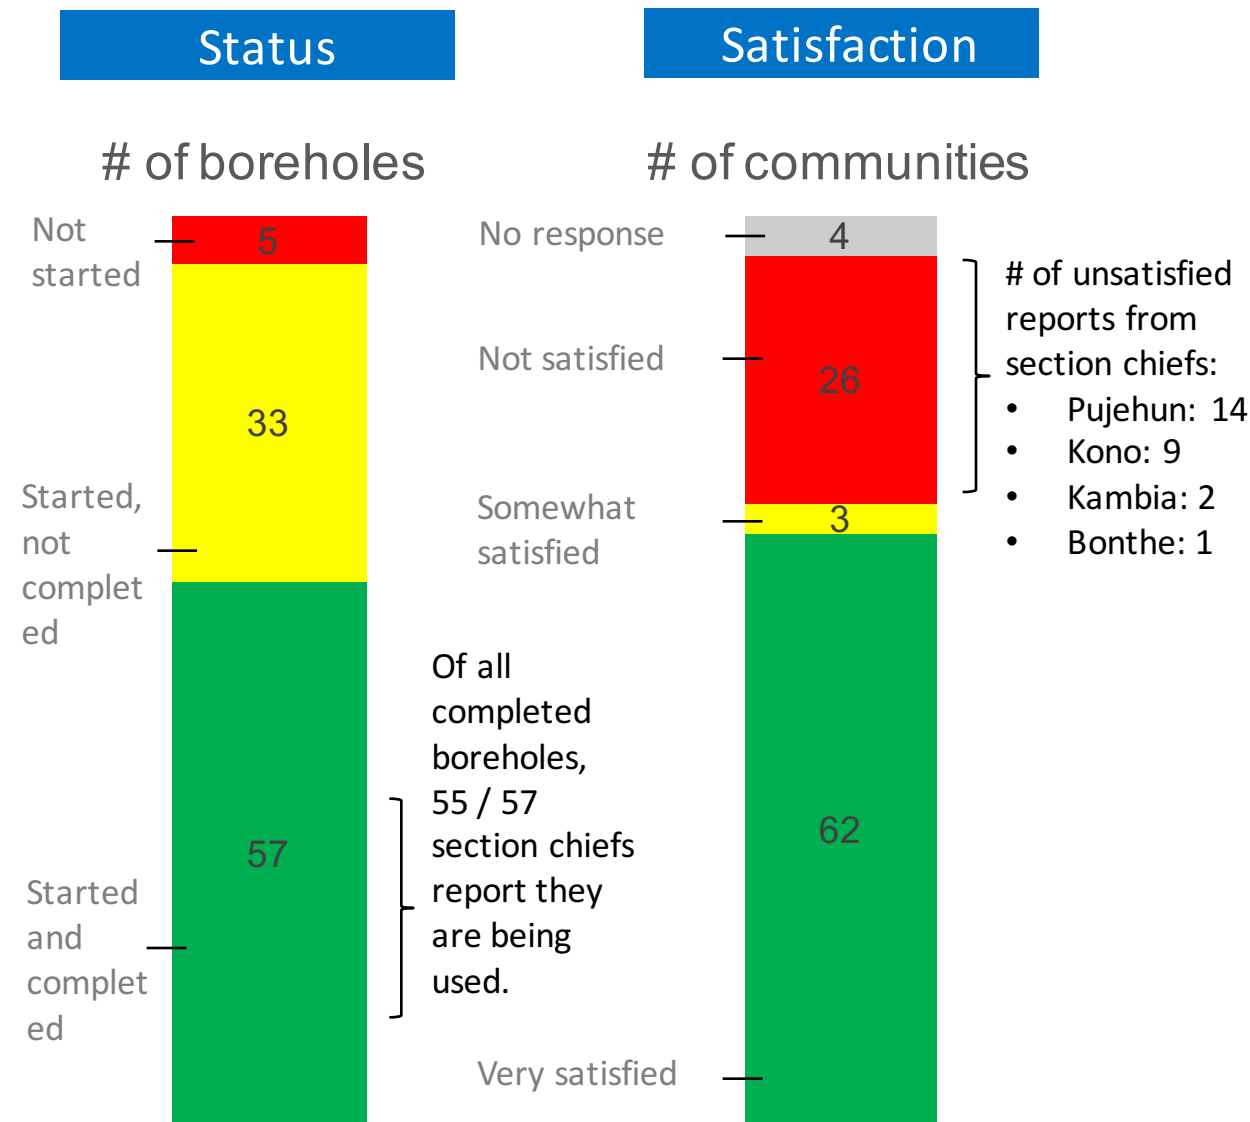 Status
# of boreholes
Not
started
5
33
Started,
not
complet
ed
57
Started
and
complet
ed
Of all
completed
boreholes,
55 / 57
section chiefs
report they
are being
used.
Satisfaction
# of communities
No response
4
Not satisfied
26
Somewhat
satisfied
3
62
Very satisfied
# of unsatisfied
reports from
section chiefs:
• Pujehun: 14
• Kono: 9
• Kambia: 2
• Bonthe: 1